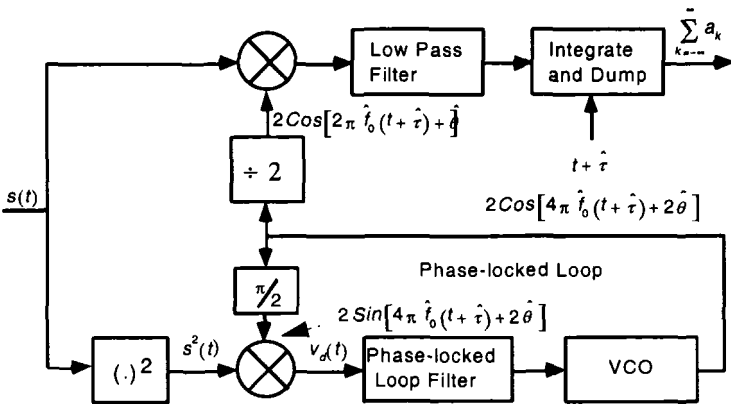 ∞
∑ a_k
k=-∞
Low Pass
Filter
Integrate
and Dump
2Cos[2π f̂₀(t+τ̂)+θ̂]
÷ 2
t+τ̂
s(t)
2Cos[4π f̂₀(t+τ̂)+2θ̂]
Phase-locked Loop
π/2
2Sin[4π f̂₀(t+τ̂)+2θ̂]
(.)²
s²(t)
v_d(t)
Phase-locked
Loop Filter
VCO